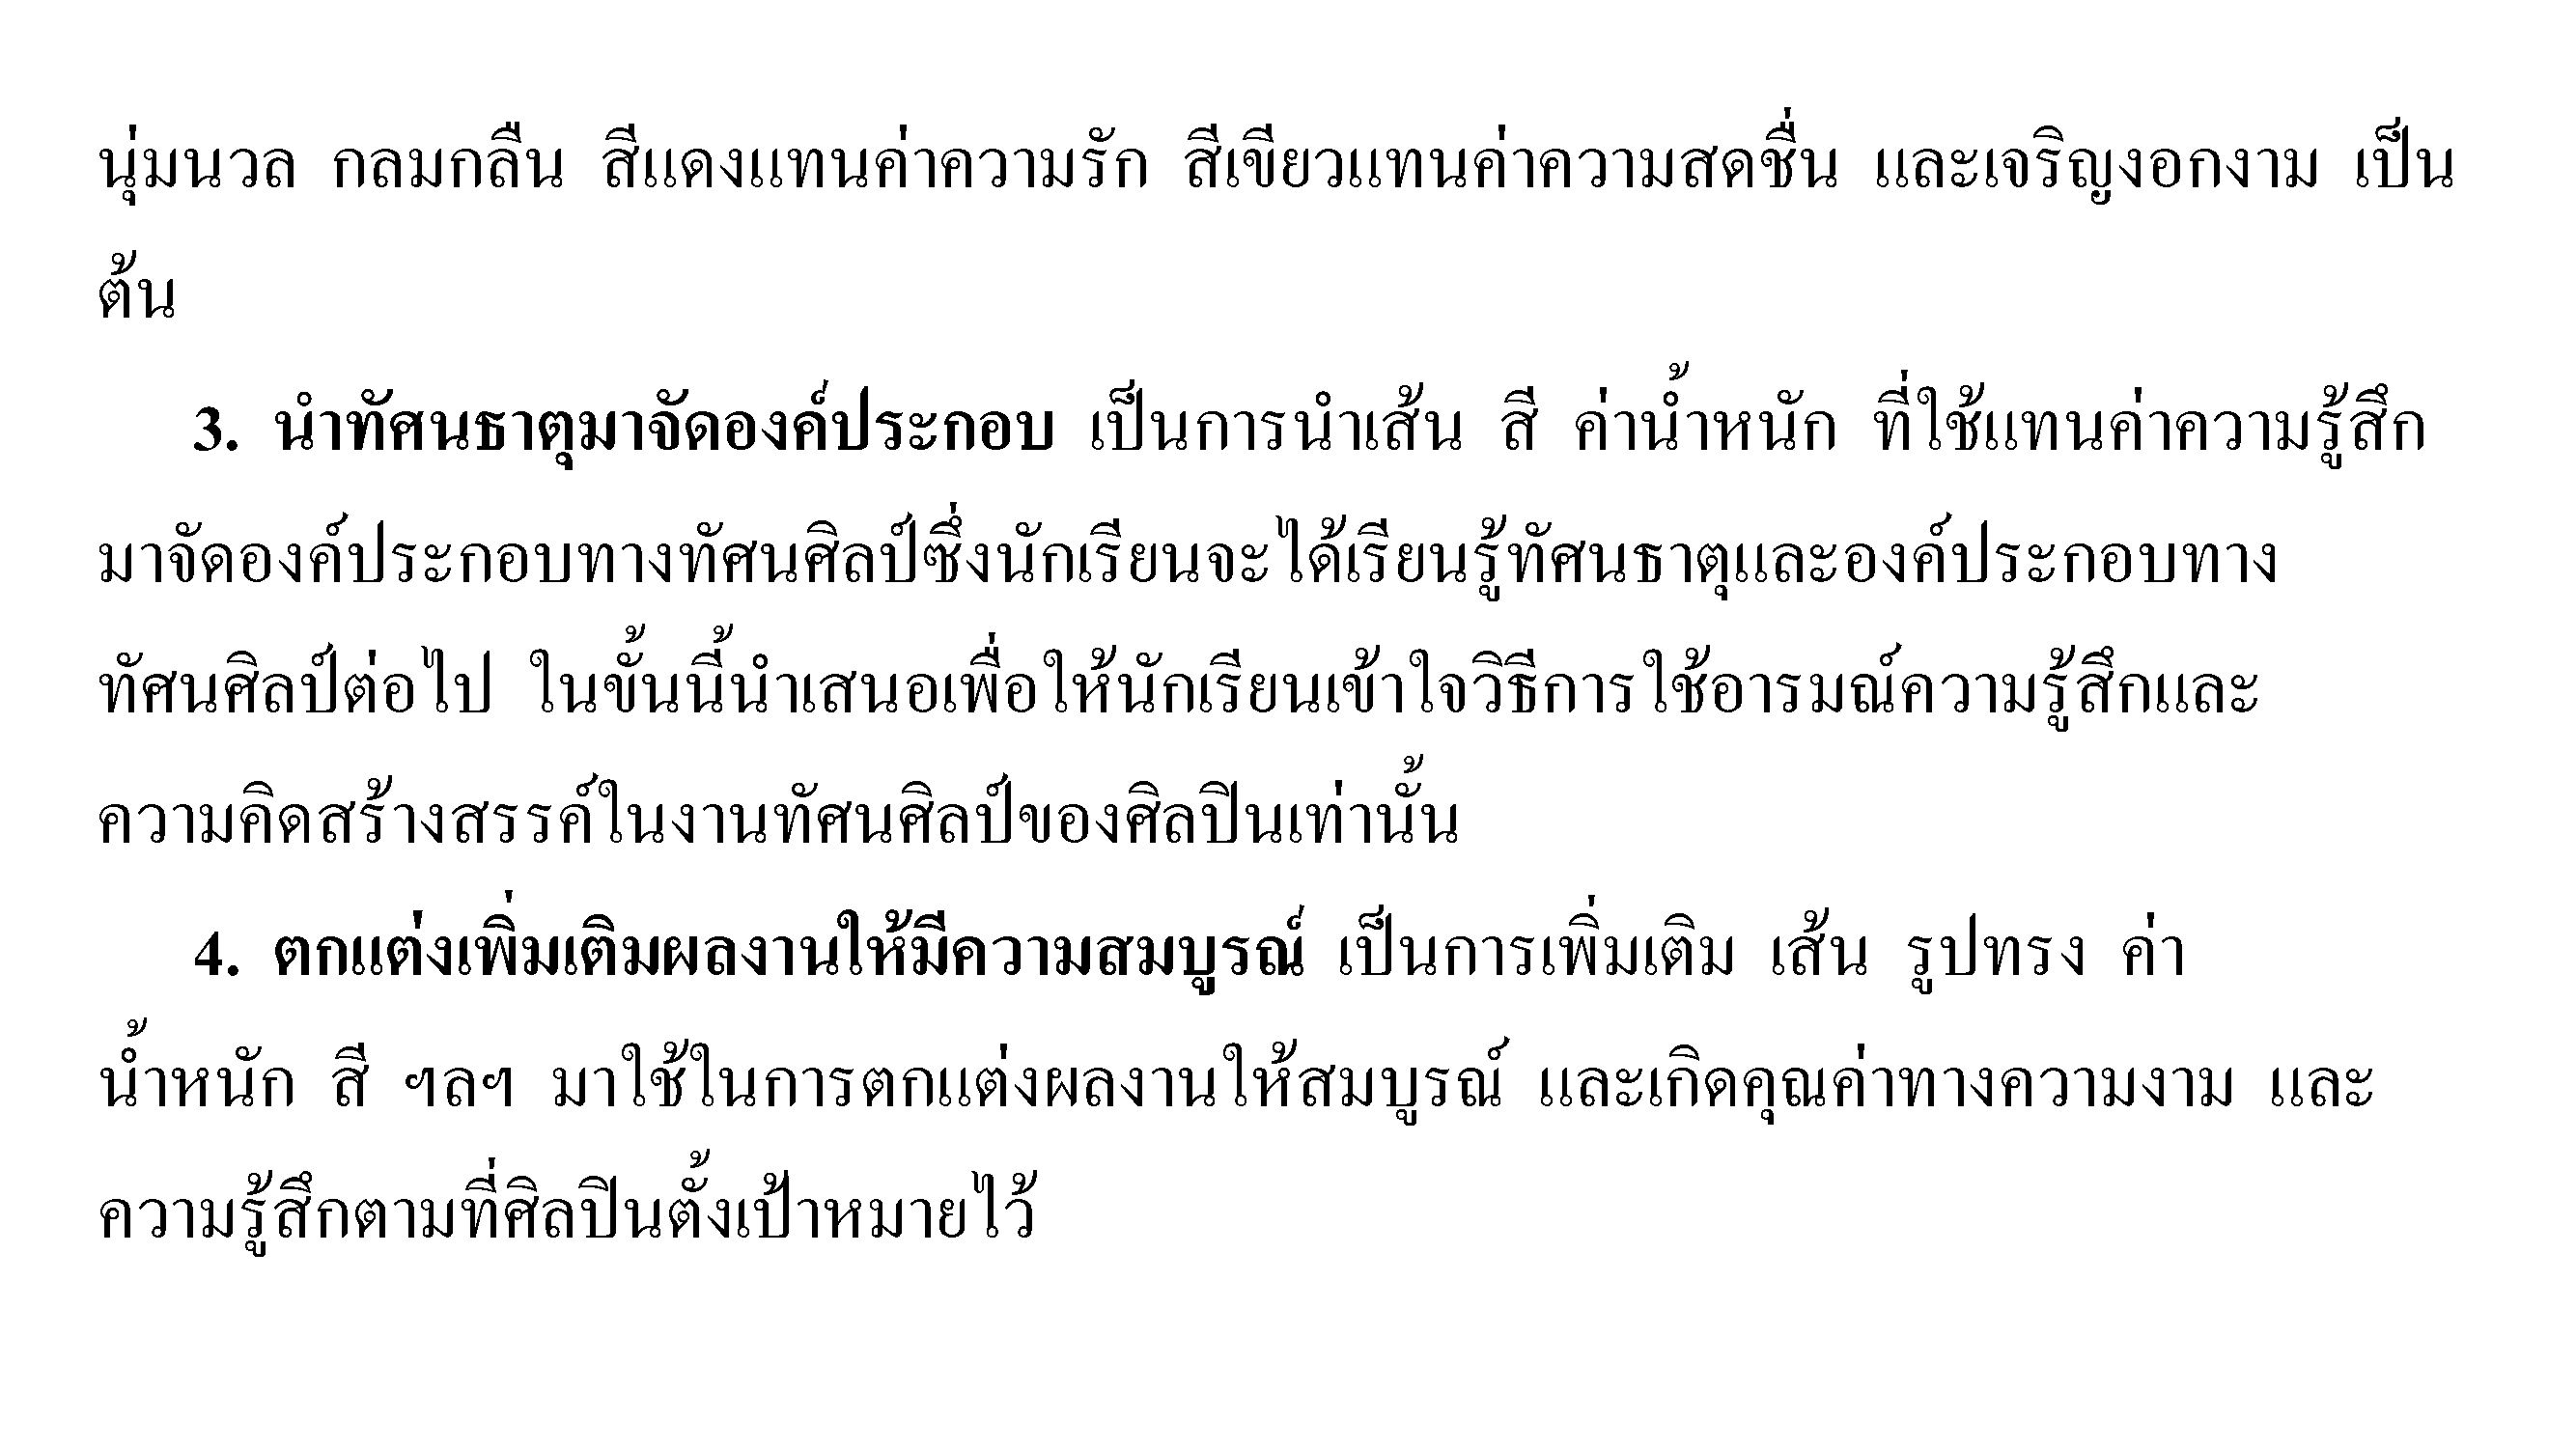 นุ่มนวล กลมกลืน สีแดงแทนค่าความรัก สีเขียวแทนค่าความสดชื่น และเจริญงอกงาม เป็น
ต้น
3. นำทัศนธาตุมาจัดองค์ประกอบ เป็นการนำเส้น สี ค่าน้ำหนัก ที่ใช้แทนค่าความรู้สึก
มาจัดองค์ประกอบทางทัศนศิลป์ซึ่งนักเรียนจะได้เรียนรู้ทัศนธาตุและองค์ประกอบทาง
ทัศนศิลป์ต่อไป ในขั้นนี้นำเสนอเพื่อให้นักเรียนเข้าใจวิธีการใช้อารมณ์ความรู้สึกและ
ความคิดสร้างสรรค์ในงานทัศนศิลป์ของศิลปินเท่านั้น
4. ตกแต่งเพิ่มเติมผลงานให้มีความสมบูรณ์ เป็นการเพิ่มเติม เส้น รูปทรง ค่า
น้ำหนัก สี ฯลฯ มาใช้ในการตกแต่งผลงานให้สมบูรณ์ และเกิดคุณค่าทางความงาม และ
ความรู้สึกตามที่ศิลปินตั้งเป้าหมายไว้